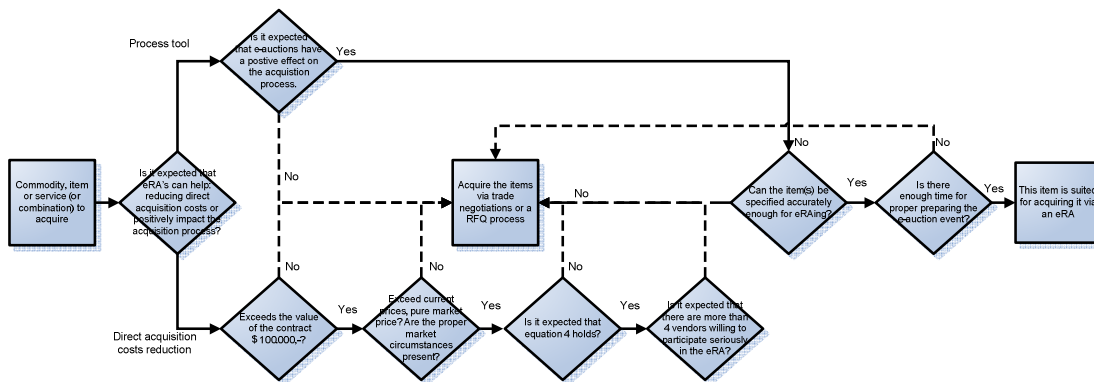 Process tool
Is it expected
that e-auctions have
a postive effect on
the acquistion
process.
Yes
No
Commodity, item
or service (or
combination) to
acquire
Is it expected that
eRA's can help:
reducing direct
acquisition costs or
positively impact the
acquisition process?
No
Acquire the items
via trade
negotiations or a
RFQ process
No
Can the item(s) be
specified accurately
enough for eRAing?
Yes
No
Is there
enough time for
proper preparing the
e-auction event?
Yes
This item is suited
for acquiring it via
an eRA
Direct acquisition
costs reduction
No
Exceeds the value
of the contract
$ 100.000,-?
Yes
No
Exceed current
prices, pure market
price? Are the proper
market
circumstances
present?
Yes
No
Is it expected that
equation 4 holds?
Yes
Is it expected that
there are more than
4 vendors willing to
participate seriously
in the eRA?